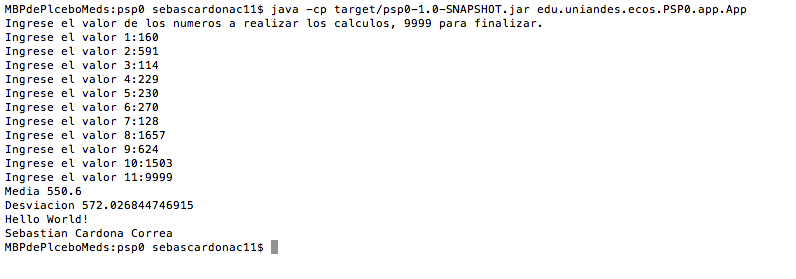 MBPdePlceboMeds:psp0 sebascardonac11$ java -cp target/psp0-1.0-SNAPSHOT.jar edu.uniandes.ecos.PSP0.app.App
Ingrese el valor de los numeros a realizar los calculos, 9999 para finalizar.
Ingrese el valor 1:160
Ingrese el valor 2:591
Ingrese el valor 3:114
Ingrese el valor 4:229
Ingrese el valor 5:230
Ingrese el valor 6:270
Ingrese el valor 7:128
Ingrese el valor 8:1657
Ingrese el valor 9:624
Ingrese el valor 10:1503
Ingrese el valor 11:9999
Media 550.6
Desviacion 572.026844746915
Hello World!
Sebastian Cardona Correa
MBPdePlceboMeds:psp0 sebascardonac11$